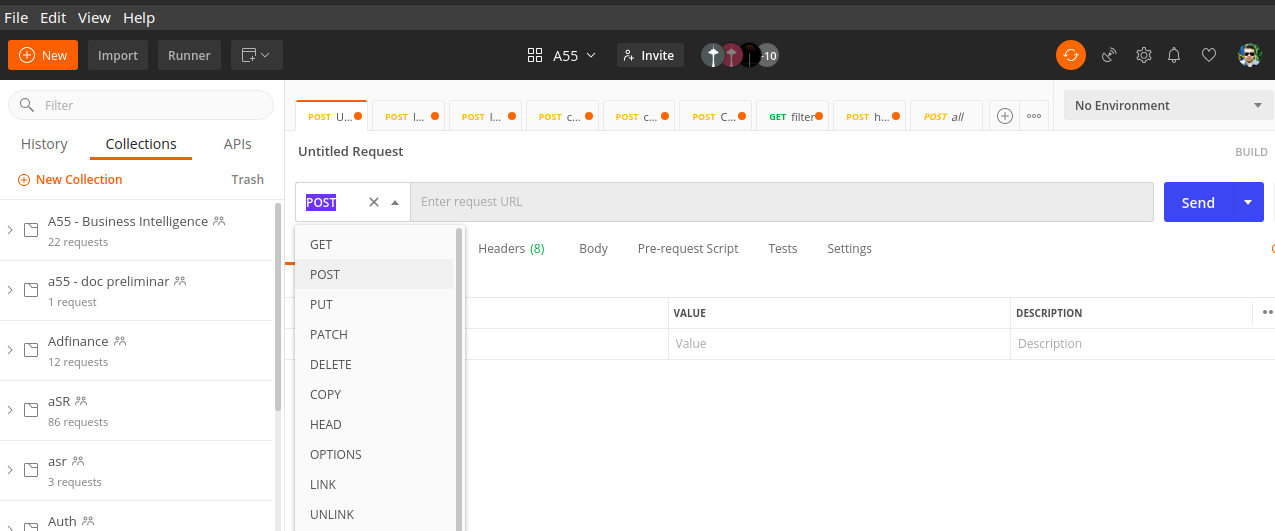 File Edit View Help
New Import Runner A55 Invite +10
Filter
POST U... POST I... POST I... POST c... POST c... POST C... GET filter POST h... POST all
No Environment
History Collections APIs
Untitled Request BUILD
New Collection Trash
POST Enter request URL Send
A55 - Business Intelligence
22 requests
a55 - doc preliminar
1 request
Adfinance
12 requests
aSR
86 requests
asr
3 requests
Auth
GET
POST
PUT
PATCH
DELETE
COPY
HEAD
OPTIONS
LINK
UNLINK
Headers (8) Body Pre-request Script Tests Settings
VALUE DESCRIPTION
Value Description